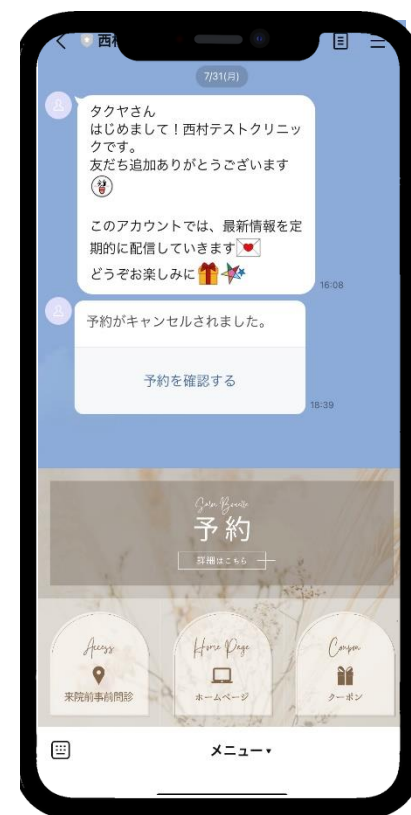 西村
7/31(月)
タクヤさん
はじめまして！西村テストクリニッ
クです。
友だち追加ありがとうございます
このアカウントでは、最新情報を定
期的に配信していきます
どうぞお楽しみに
16:08
予約がキャンセルされました。
予約を確認する
16:39
Salon Beaute
予約
詳細はこちら
Access
Home Page
Coupon
来院前事前問診
ホームページ
クーポン
メニュー▾